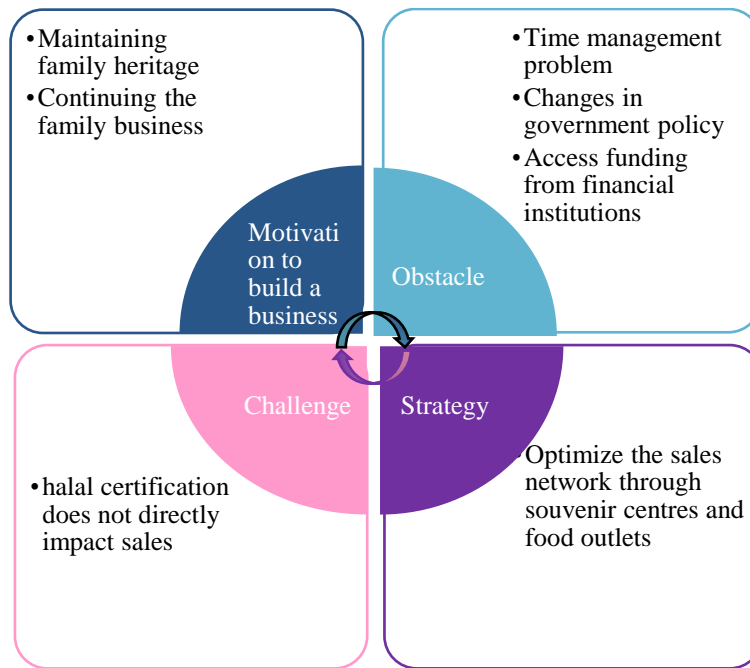 •Maintaining
family heritage
•Continuing the
family business
•Time management
problem
•Changes in
government policy
•Access funding
from financial
institutions
Motivati
on to
build a
business
Obstacle
Challenge
Strategy
•halal certification
does not directly
impact sales
•Optimize the sales
network through
souvenir centres and
food outlets